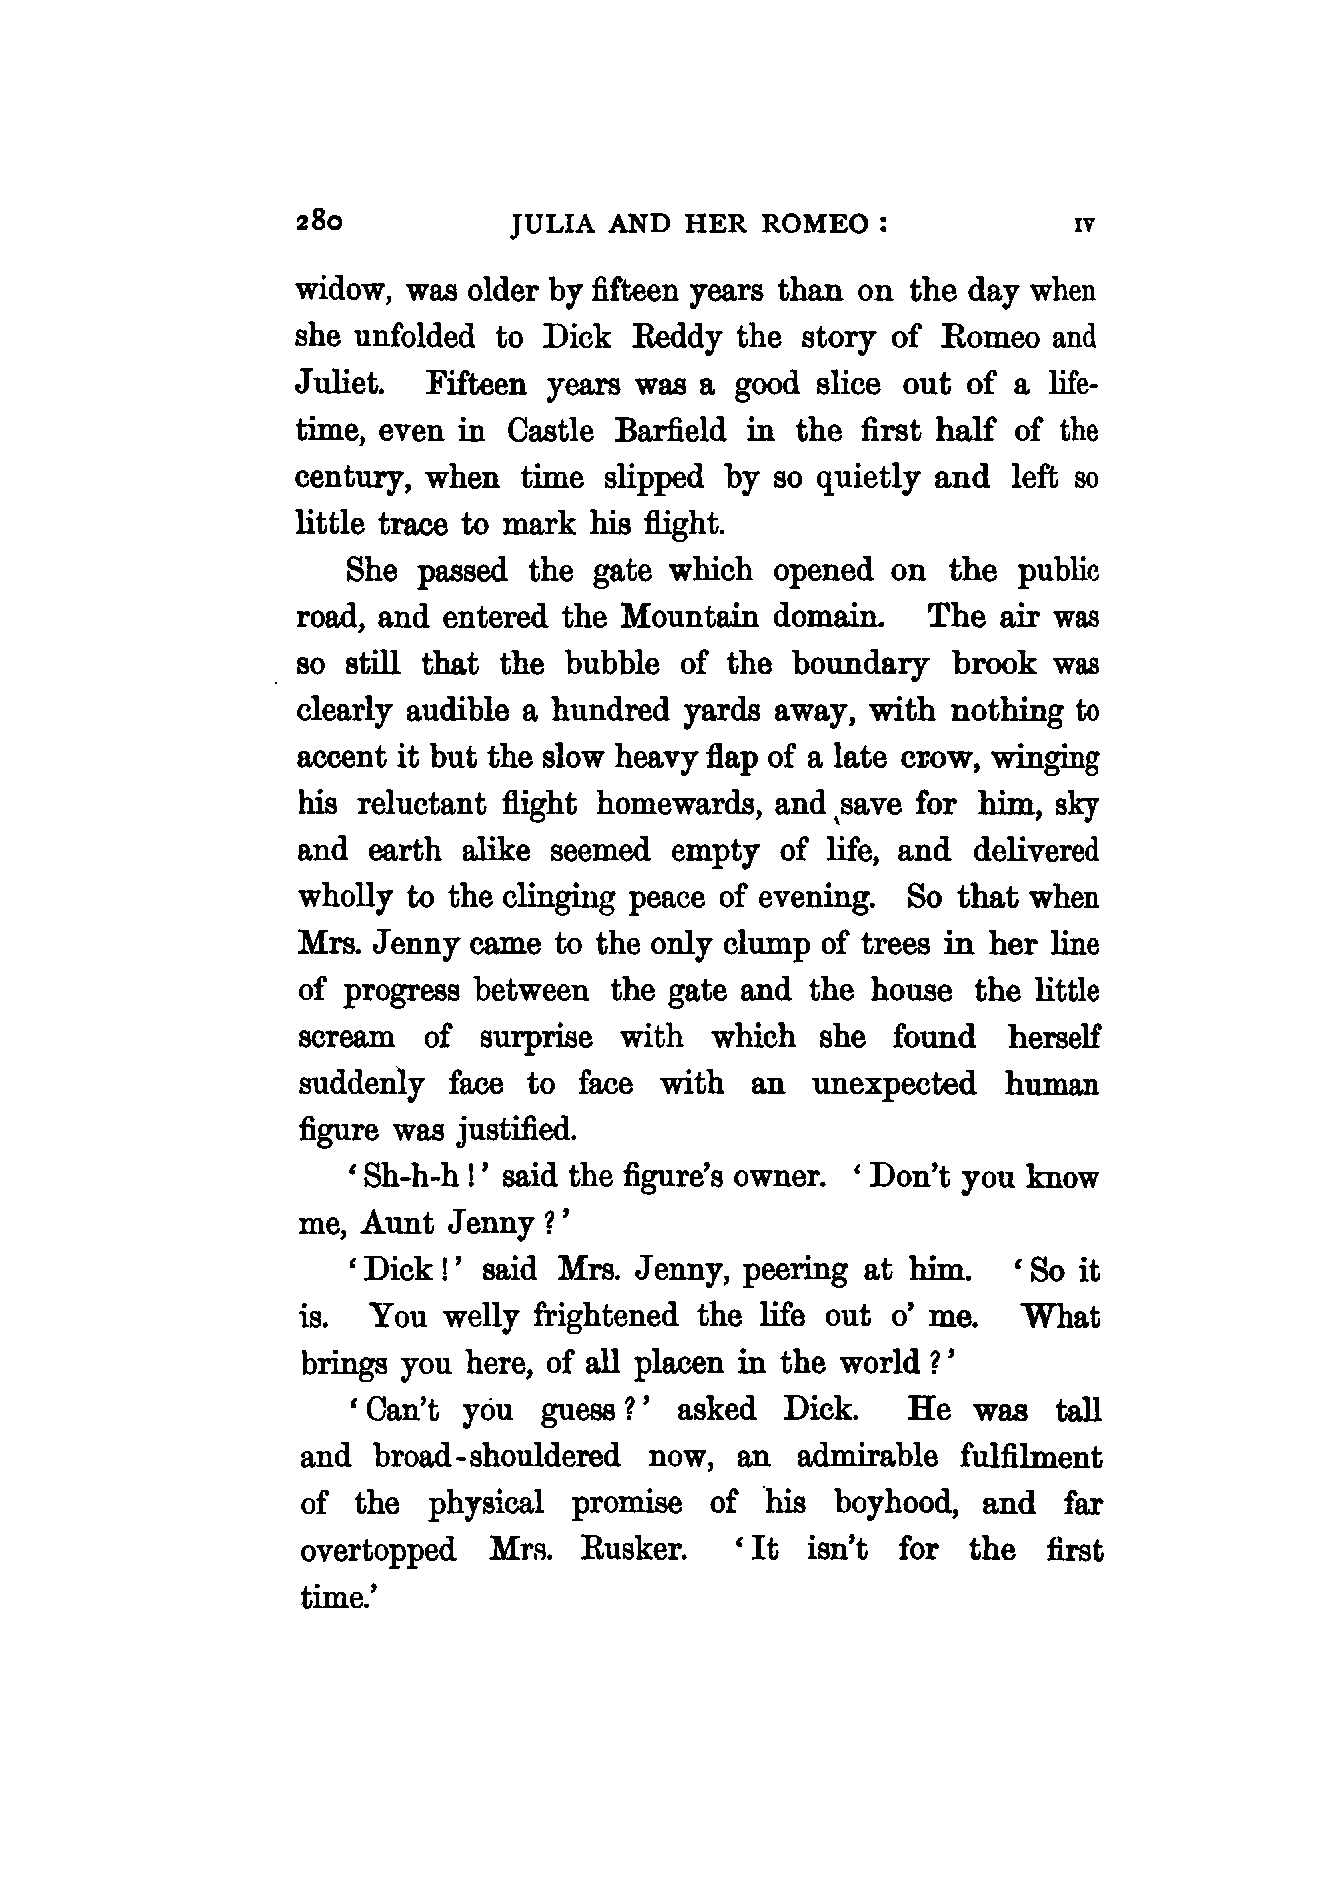 280 JULIA AND HER ROMEO : IV
widow, was older by fifteen years than on the day when
she unfolded to Dick Reddy the story of Romeo and
Juliet. Fifteen years was a good slice out of a life-
time, even in Castle Barfield in the first half of the
century, when time slipped by so quietly and left so
little trace to mark his flight.
She passed the gate which opened on the public
road, and entered the Mountain domain. The air was
so still that the bubble of the boundary brook was
clearly audible a hundred yards away, with nothing to
accent it but the slow heavy flap of a late crow, winging
his reluctant flight homewards, and save for him, sky
and earth alike seemed empty of life, and delivered
wholly to the clinging peace of evening. So that when
Mrs. Jenny came to the only clump of trees in her line
of progress between the gate and the house the little
scream of surprise with which she found herself
suddenly face to face with an unexpected human
figure was justified.
‘Sh-h-h!’ said the figure’s owner. ‘Don’t you know
me, Aunt Jenny?’
‘Dick!’ said Mrs. Jenny, peering at him. ‘So it
is. You welly frightened the life out o’ me. What
brings you here, of all placen in the world?’
‘Can’t you guess?’ asked Dick. He was tall
and broad-shouldered now, an admirable fulfilment
of the physical promise of his boyhood, and far
overtopped Mrs. Rusker. ‘It isn’t for the first
time.’